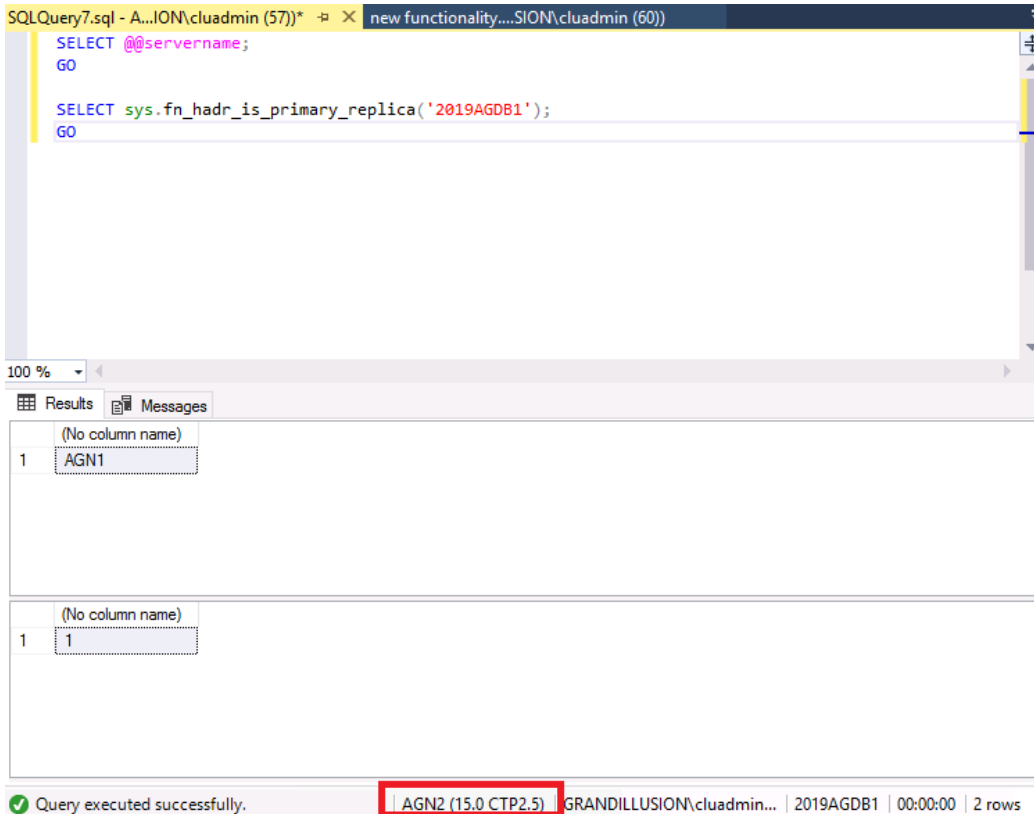 SQLQuery7.sql - A...ION\cluadmin (57))* new functionality....SION\cluadmin (60))
SELECT @@servername;
GO
SELECT sys.fn_hadr_is_primary_replica('2019AGDB1');
GO
100 %
Results Messages
(No column name)
1 AGN1
(No column name)
1 1
Query executed successfully. AGN2 (15.0 CTP2.5) GRANDILLUSION\cluadmin... 2019AGDB1 00:00:00 2 rows